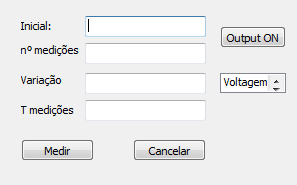 Inicial:
Output ON
nº medições
Variação
Voltagem
T medições
Medir
Cancelar